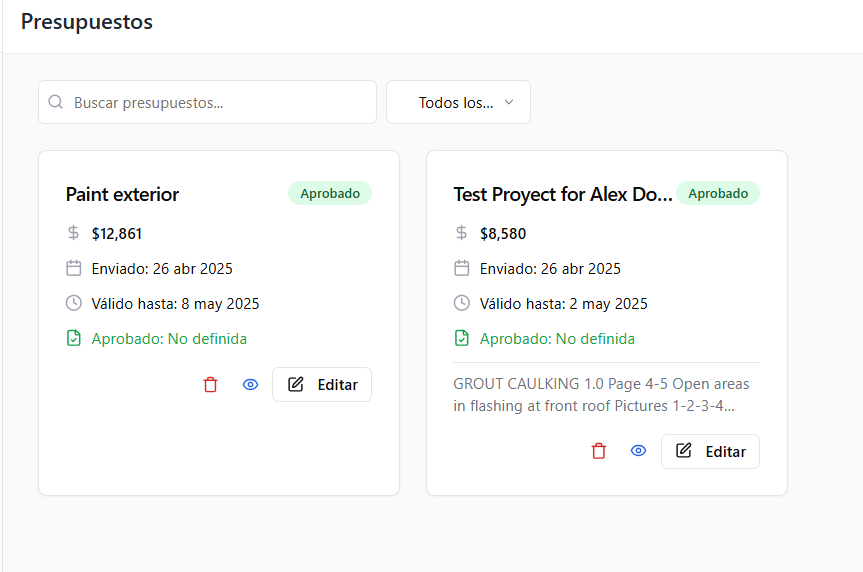 Presupuestos
Buscar presupuestos...
Todos los...
Paint exterior
Aprobado
$12,861
Enviado: 26 abr 2025
Válido hasta: 8 may 2025
Aprobado: No definida
Editar
Test Proyect for Alex Do...
Aprobado
$8,580
Enviado: 26 abr 2025
Válido hasta: 2 may 2025
Aprobado: No definida
GROUT CAULKING 1.0 Page 4-5 Open areas
in flashing at front roof Pictures 1-2-3-4...
Editar